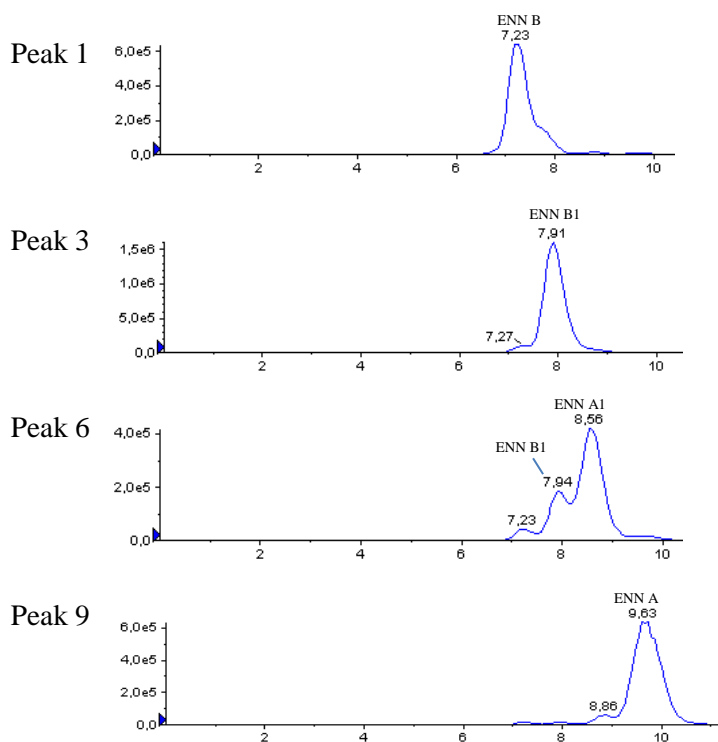 ENN B
7,23
Peak 1
6,0e5
4,0e5
2,0e5
0,0
2 4 6 8 10
ENN B1
7,91
Peak 3
1,5e6
1,0e6
5,0e5
7,27
0,0
2 4 6 8 10
ENN A1
8,56
Peak 6
4,0e5
ENN B1
7,94
2,0e5
7,23
0,0
2 4 6 8 10
ENN A
9,63
Peak 9
6,0e5
4,0e5
2,0e5
8,86
0,0
2 4 6 8 10